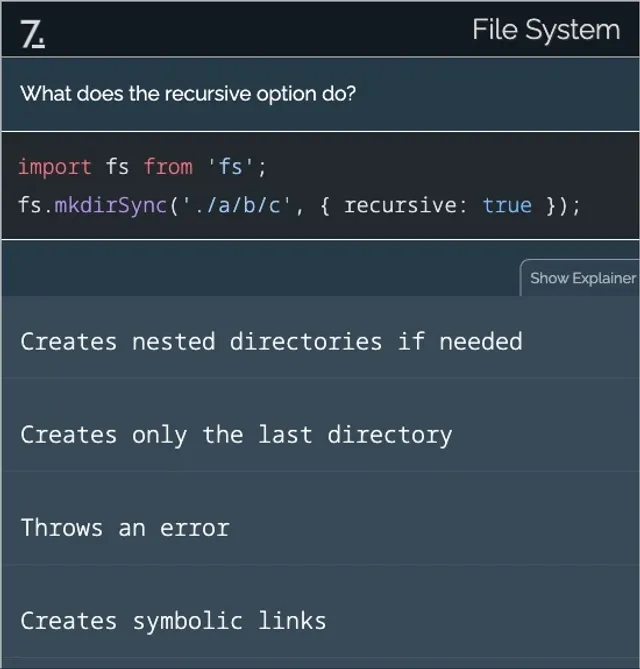 7.
File System
What does the recursive option do?
import fs from 'fs';
fs.mkdirSync('./a/b/c', { recursive: true });
Show Explainer
Creates nested directories if needed
Creates only the last directory
Throws an error
Creates symbolic links